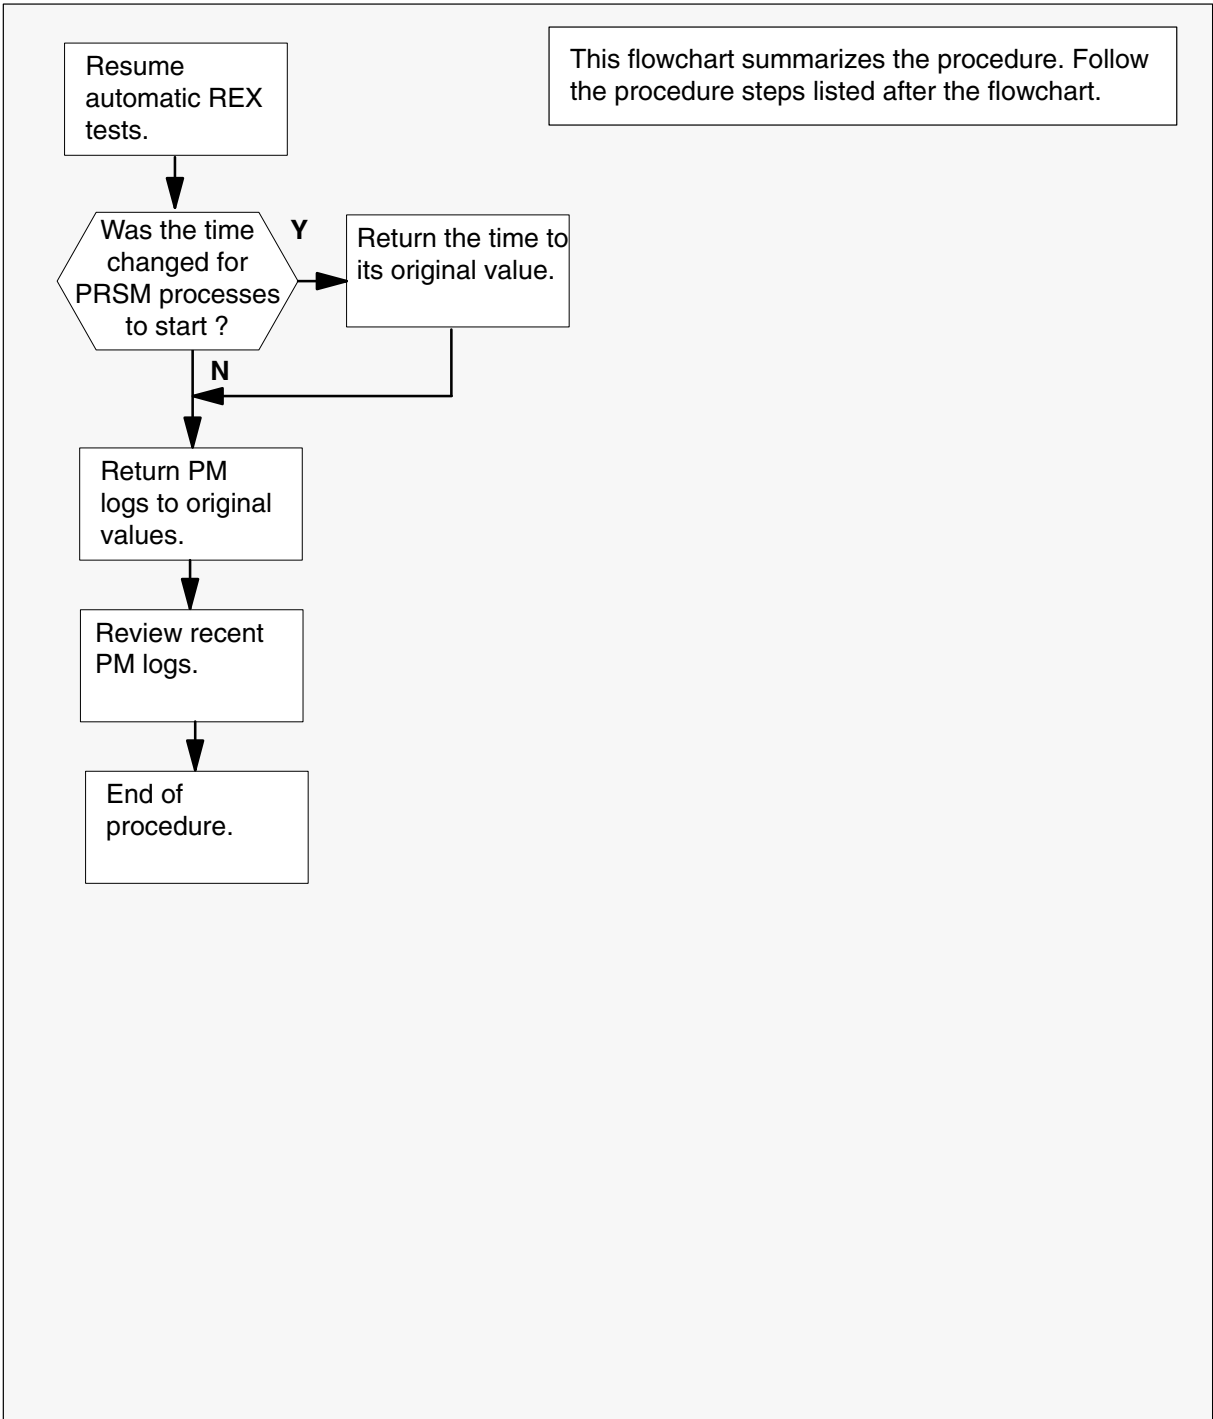 This flowchart summarizes the procedure. Follow
the procedure steps listed after the flowchart.
Resume
automatic REX
tests.
Was the time
changed for
PRSM processes
to start ?
Y
Return the time to
its original value.
N
Return PM
logs to original
values.
Review recent
PM logs.
End of
procedure.